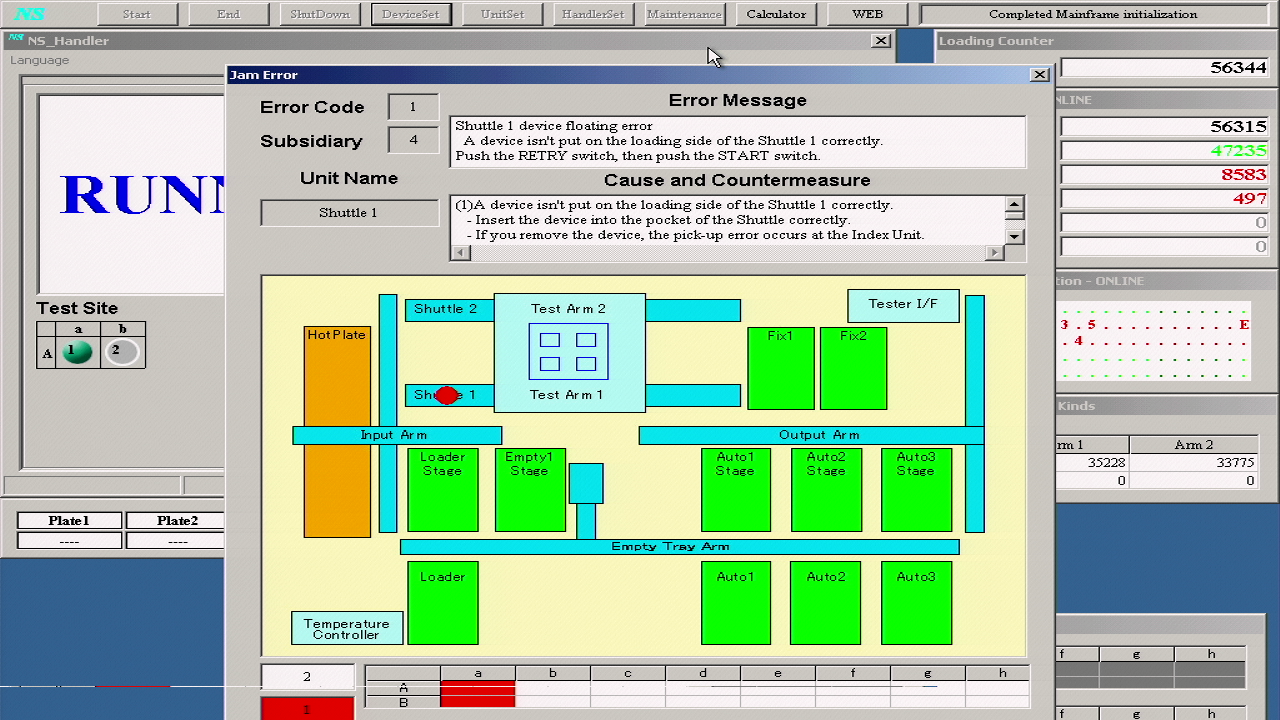 NS Start End ShutDown DeviceSet UnitSet HandlerSet Maintenance Calculator WEB Completed Mainframe initialization
NS NS_Handler
Loading Counter
Language
56344
Jam Error
NLINE
Error Code 1
Subsidiary 4
Error Message
Shuttle 1 device floating error
A device isn't put on the loading side of the Shuttle 1 correctly.
Push the RETRY switch, then push the START switch.
56315
47235
8583
497
0
0
Unit Name
Shuttle 1
Cause and Countermeasure
(1)A device isn't put on the loading side of the Shuttle 1 correctly.
- Insert the device into the pocket of the Shuttle correctly.
- If you remove the device, the pick-up error occurs at the Index Unit.
RUNN
Test Site
a b
A 1 2
tion - ONLINE
3 . 5 . . . . . . . . . . . . E
. 4 . . . . . . . . . . . . .
Kinds
rm 1 Arm 2
35228 33775
0 0
Shuttle 2
Test Arm 2
Tester I/F
HotPlate
Fix1
Fix2
Shu 1
Test Arm 1
Input Arm
Output Arm
Loader Stage
Empty1 Stage
Auto1 Stage
Auto2 Stage
Auto3 Stage
Empty Tray Arm
Loader
Auto1
Auto2
Auto3
Temperature
Controller
Plate1 Plate2
---- ----
2
1
a b c d e f g h
A
B
f g h
f g h